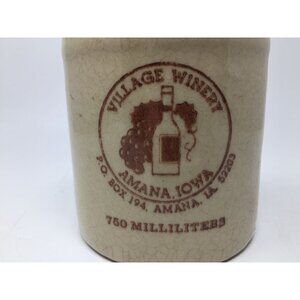 VILLAGE WINERY
AMANA, IOWA
P.O. BOX 194, AMANA, IA. 52203
750 MILLILITERS